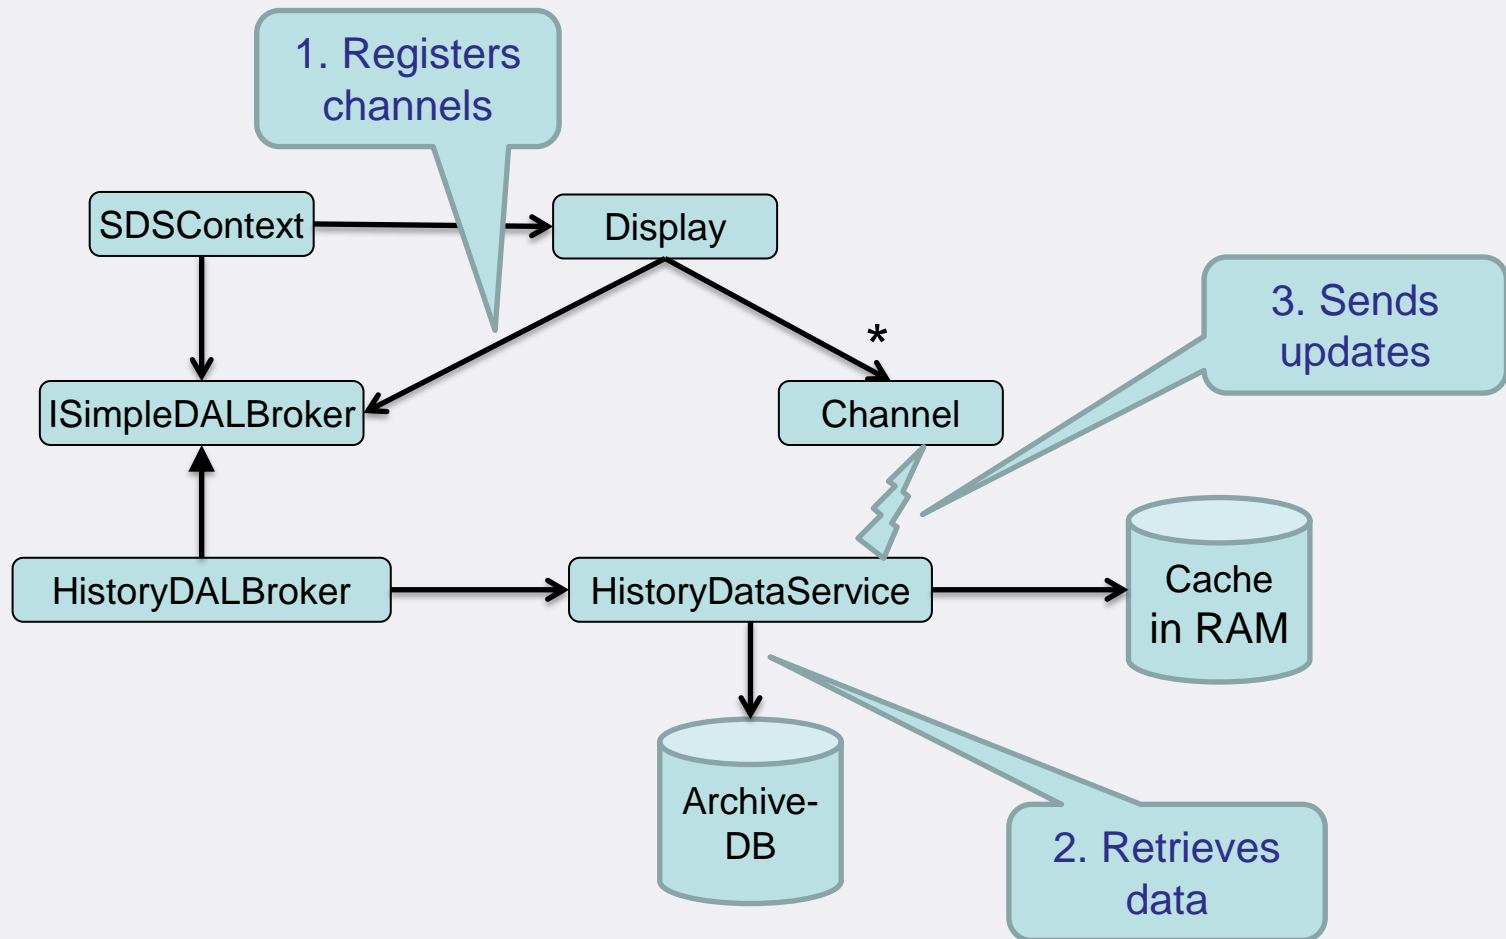 1. Registers
channels
SDSContext
Display
3. Sends
updates
*
ISimpleDALBroker
Channel
HistoryDALBroker
HistoryDataService
Cache
in RAM
Archive-
DB
2. Retrieves
data